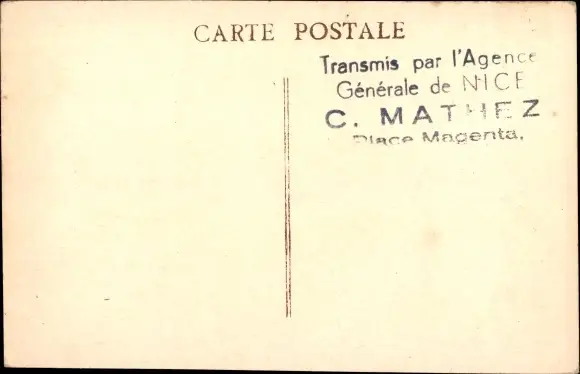 CARTE POSTALE
Transmis par l'Agence
Générale de NICE
C. MATHEZ
Place Magenta.